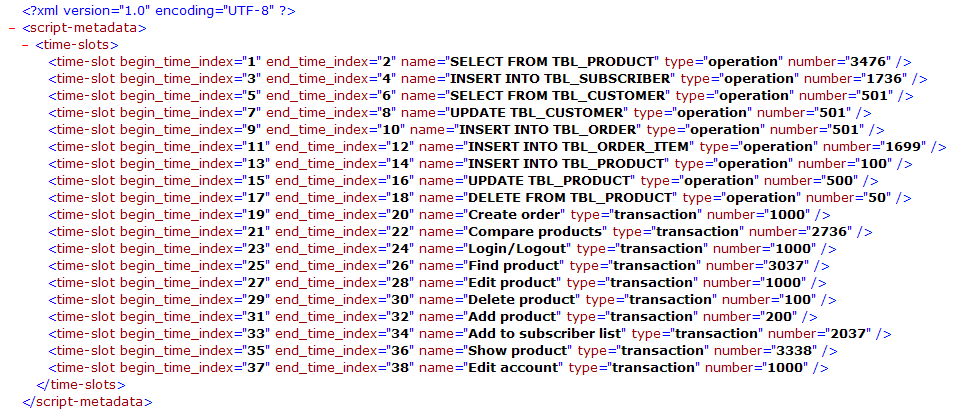 <?xml version="1.0" encoding="UTF-8" ?>
− <script-metadata>
− <time-slots>
<time-slot begin_time_index="1" end_time_index="2" name="SELECT FROM TBL_PRODUCT" type="operation" number="3476" />
<time-slot begin_time_index="3" end_time_index="4" name="INSERT INTO TBL_SUBSCRIBER" type="operation" number="1736" />
<time-slot begin_time_index="5" end_time_index="6" name="SELECT FROM TBL_CUSTOMER" type="operation" number="501" />
<time-slot begin_time_index="7" end_time_index="8" name="UPDATE TBL_CUSTOMER" type="operation" number="501" />
<time-slot begin_time_index="9" end_time_index="10" name="INSERT INTO TBL_ORDER" type="operation" number="501" />
<time-slot begin_time_index="11" end_time_index="12" name="INSERT INTO TBL_ORDER_ITEM" type="operation" number="1699" />
<time-slot begin_time_index="13" end_time_index="14" name="INSERT INTO TBL_PRODUCT" type="operation" number="100" />
<time-slot begin_time_index="15" end_time_index="16" name="UPDATE TBL_PRODUCT" type="operation" number="500" />
<time-slot begin_time_index="17" end_time_index="18" name="DELETE FROM TBL_PRODUCT" type="operation" number="50" />
<time-slot begin_time_index="19" end_time_index="20" name="Create order" type="transaction" number="1000" />
<time-slot begin_time_index="21" end_time_index="22" name="Compare products" type="transaction" number="2736" />
<time-slot begin_time_index="23" end_time_index="24" name="Login/Logout" type="transaction" number="1000" />
<time-slot begin_time_index="25" end_time_index="26" name="Find product" type="transaction" number="3037" />
<time-slot begin_time_index="27" end_time_index="28" name="Edit product" type="transaction" number="1000" />
<time-slot begin_time_index="29" end_time_index="30" name="Delete product" type="transaction" number="100" />
<time-slot begin_time_index="31" end_time_index="32" name="Add product" type="transaction" number="200" />
<time-slot begin_time_index="33" end_time_index="34" name="Add to subscriber list" type="transaction" number="2037" />
<time-slot begin_time_index="35" end_time_index="36" name="Show product" type="transaction" number="3338" />
<time-slot begin_time_index="37" end_time_index="38" name="Edit account" type="transaction" number="1000" />
</time-slots>
</script-metadata>